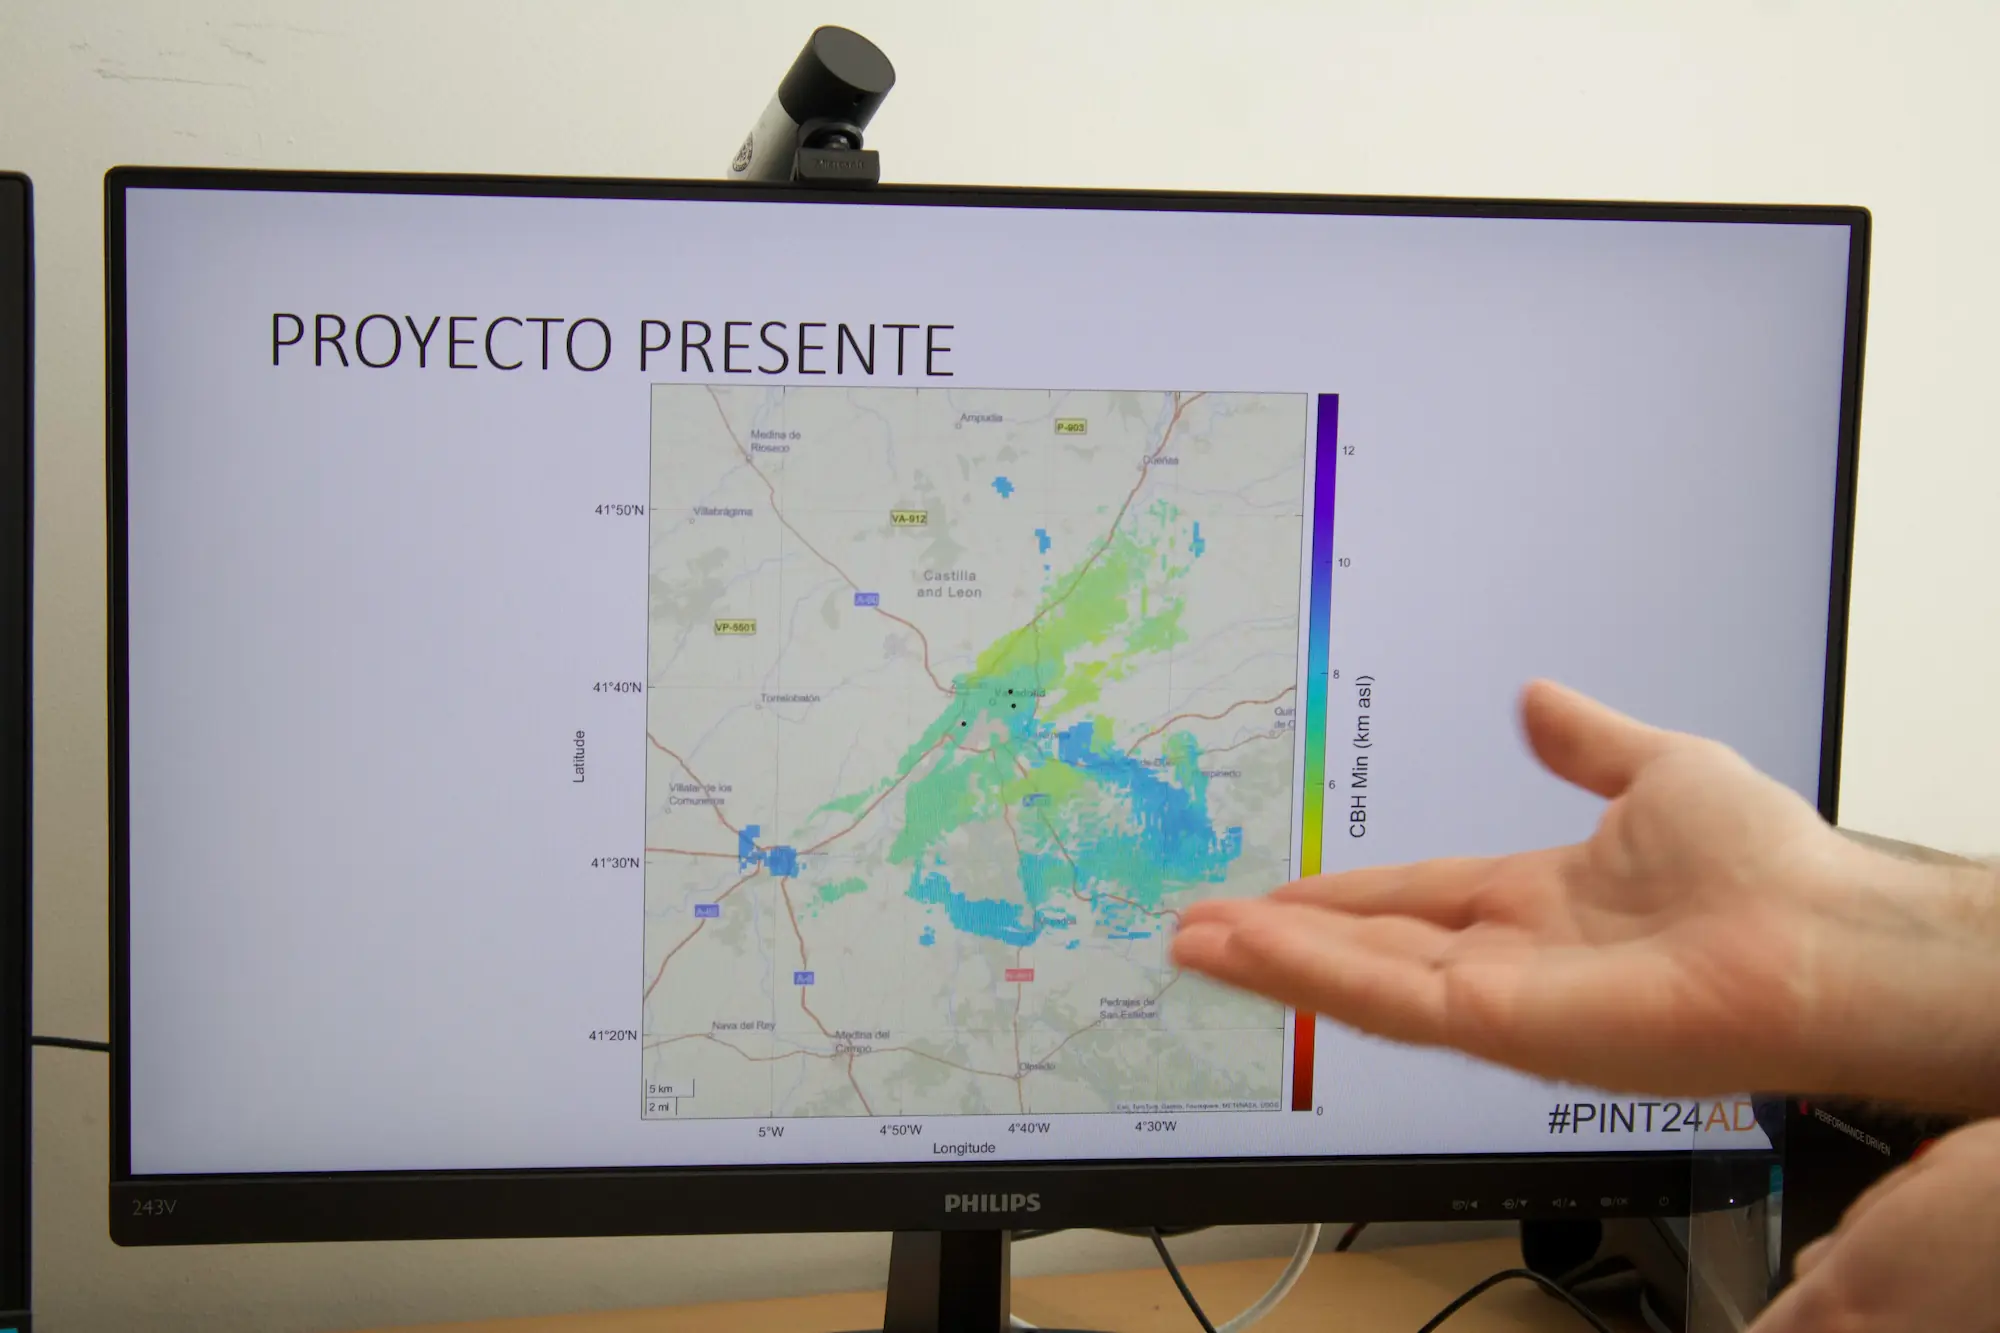 PROYECTO PRESENTE
Ampudia
P-903
Medina de
Rioseco
Dueñas
12
41°50'N
Villabrágima
VA-912
10
Castilla
and Leon
A-60
VP-5501
8
41°40'N
Torrelobatón
Valladolid
Quin
de D
Latitude
CBH Min (km asl)
Villalar de los
Comuneros
6
41°30'N
A-62
A-6
Nava del Rey
Pedrajas de
San Esteban
41°20'N
Medina del
Campo
Olmedo
5 km
2 mi
0
5°W
4°50'W
4°40'W
4°30'W
Longitude
#PINT24AD
PERFORMANCE DRIVEN
243V
PHILIPS